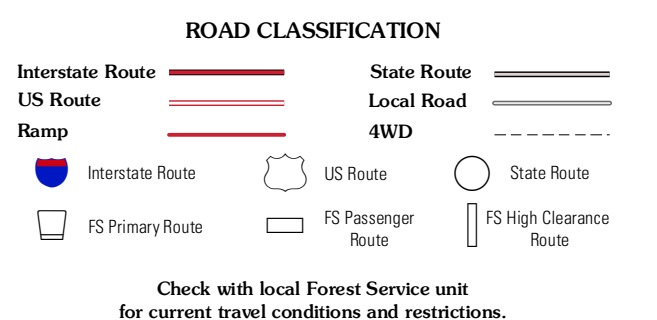 ROAD CLASSIFICATION
Interstate Route
State Route
US Route
Local Road
Ramp
4WD
Interstate Route
US Route
State Route
FS Primary Route
FS Passenger
Route
FS High Clearance
Route
Check with local Forest Service unit
for current travel conditions and restrictions.